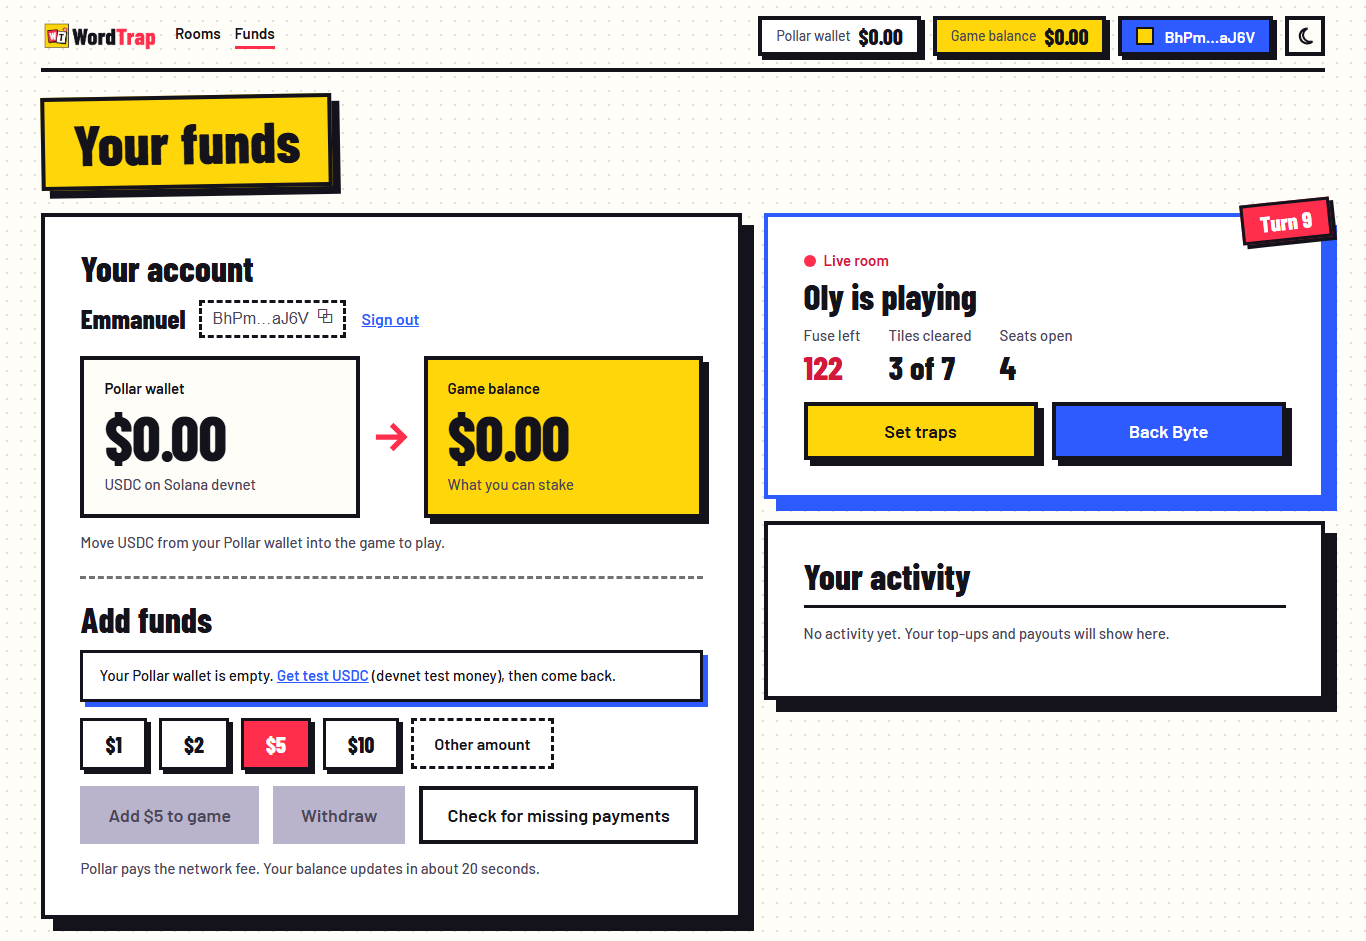 WT WordTrap Rooms Funds Pollar wallet $0.00 Game balance $0.00 BhPm...aJ6V
Your funds
Your account
Emmanuel BhPm...aJ6V Sign out
Pollar wallet
$0.00
USDC on Solana devnet
Game balance
$0.00
What you can stake
Move USDC from your Pollar wallet into the game to play.
Add funds
Your Pollar wallet is empty. Get test USDC (devnet test money), then come back.
$1 $2 $5 $10 Other amount
Add $5 to game Withdraw Check for missing payments
Pollar pays the network fee. Your balance updates in about 20 seconds.
Turn 9
Live room
Oly is playing
Fuse left Tiles cleared Seats open
122 3 of 7 4
Set traps Back Byte
Your activity
No activity yet. Your top-ups and payouts will show here.